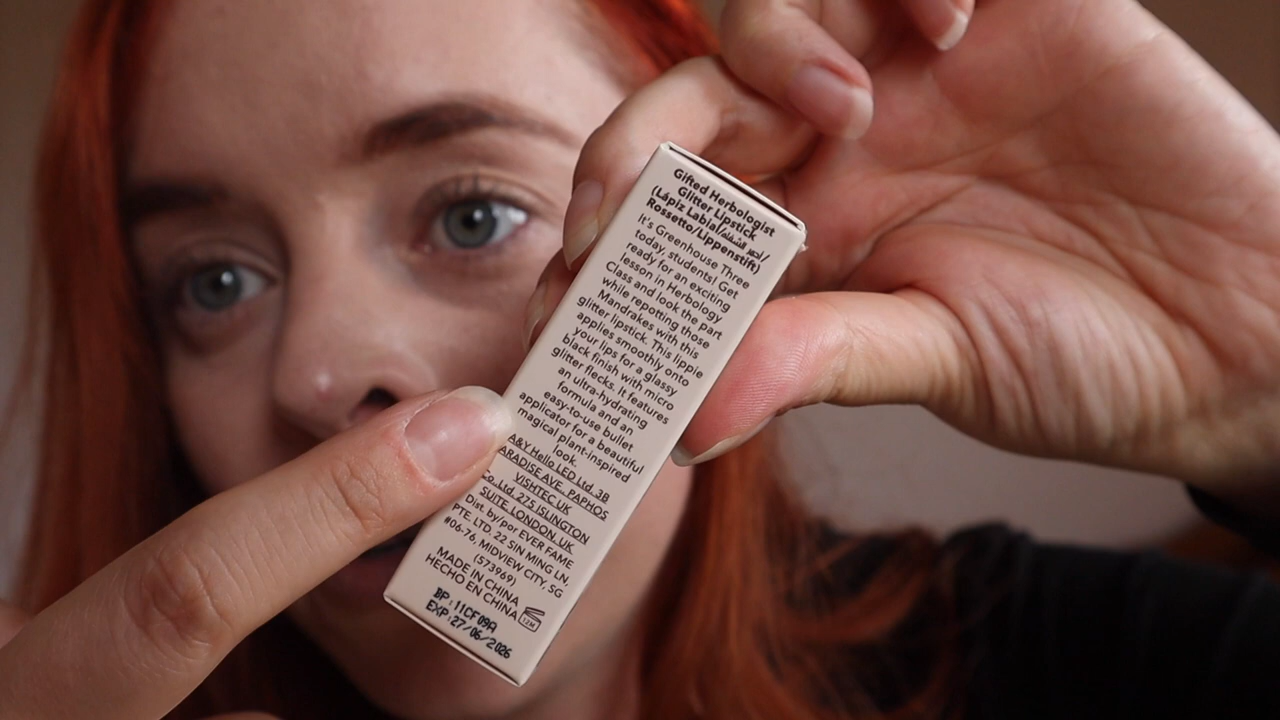 Gifted Herbologist
Glitter Lipstick
(Lápiz Labial/أحمر الشفاه/
Rossetto/Lippenstift)
It's Greenhouse Three
today, students! Get
ready for an exciting
lesson in Herbology
Class and look the part
while repotting those
Mandrakes with this
glitter lipstick. This lippie
applies smoothly onto
your lips for a glassy
black finish with micro
glitter flecks. It features
an ultra-hydrating
formula and an
easy-to-use bullet
applicator for a beautiful
magical plant-inspired
look.
A&Y Hello LED Ltd. 3B
ARADISE AVE. PAPHOS
VISHTEC UK
Co.,Ltd. 275 ISLINGTON
SUITE, LONDON, UK
Dist. by/por EVER FAME
PTE. LTD. 22 SIN MING LN,
#06-76, MIDVIEW CITY, SG
(573969)
MADE IN CHINA
HECHO EN CHINA
12M
BP:11CF09A
EXP:27/06/2026